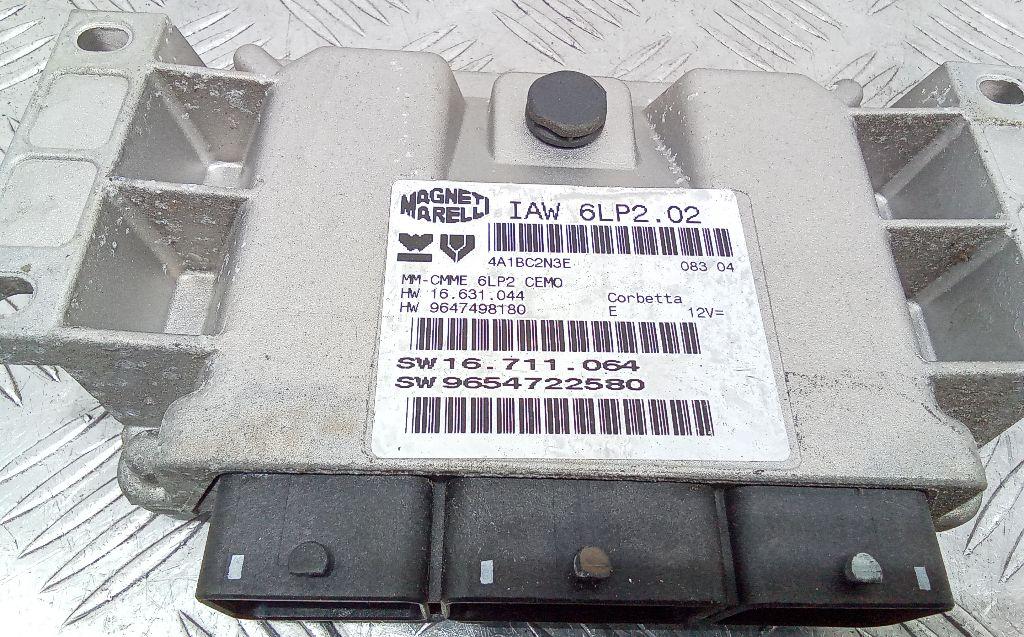 MAGNETI
MARELLI
IAW 6LP2.02
4A1BC2N3E 083 04
MM-CMME 6LP2 CEMO
HW 16.631.044 Corbetta
HW 9647498180 E 12V=
SW 16.711.064
SW 9654722580